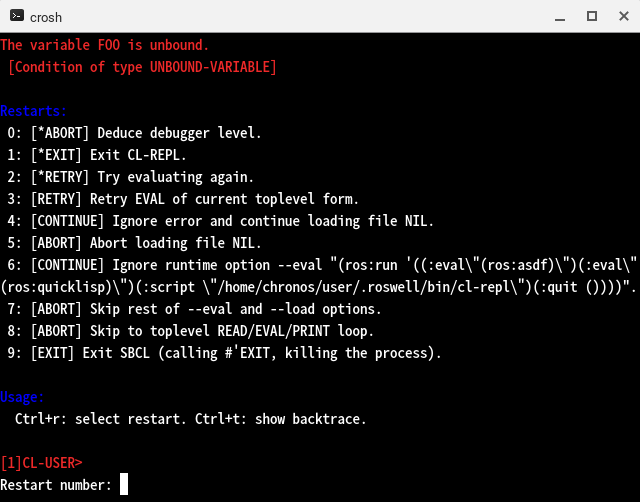 crosh
The variable FOO is unbound.
[Condition of type UNBOUND-VARIABLE]
Restarts:
0: [*ABORT] Deduce debugger level.
1: [*EXIT] Exit CL-REPL.
2: [*RETRY] Try evaluating again.
3: [RETRY] Retry EVAL of current toplevel form.
4: [CONTINUE] Ignore error and continue loading file NIL.
5: [ABORT] Abort loading file NIL.
6: [CONTINUE] Ignore runtime option --eval "(ros:run '((:eval\"(ros:asdf)\")(:eval\"
(ros:quicklisp)\")(:script \"/home/chronos/user/.roswell/bin/cl-repl\")(:quit ())))".
7: [ABORT] Skip rest of --eval and --load options.
8: [ABORT] Skip to toplevel READ/EVAL/PRINT loop.
9: [EXIT] Exit SBCL (calling #'EXIT, killing the process).
Usage:
Ctrl+r: select restart. Ctrl+t: show backtrace.
[1]CL-USER>
Restart number: